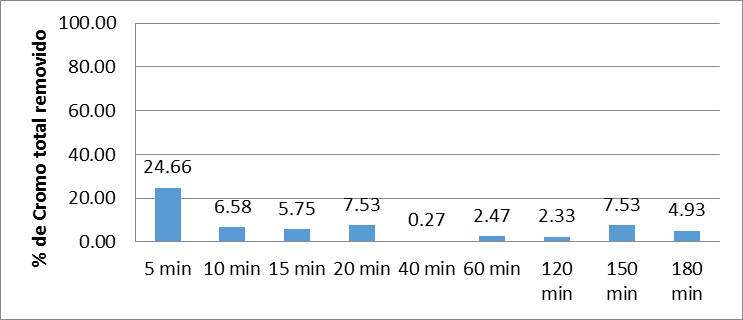 % de Cromo total removido
100.00
80.00
60.00
40.00
20.00
0.00
24.66
6.58
5.75
7.53
0.27
2.47
2.33
7.53
4.93
5 min
10 min
15 min
20 min
40 min
60 min
120
min
150
min
180
min